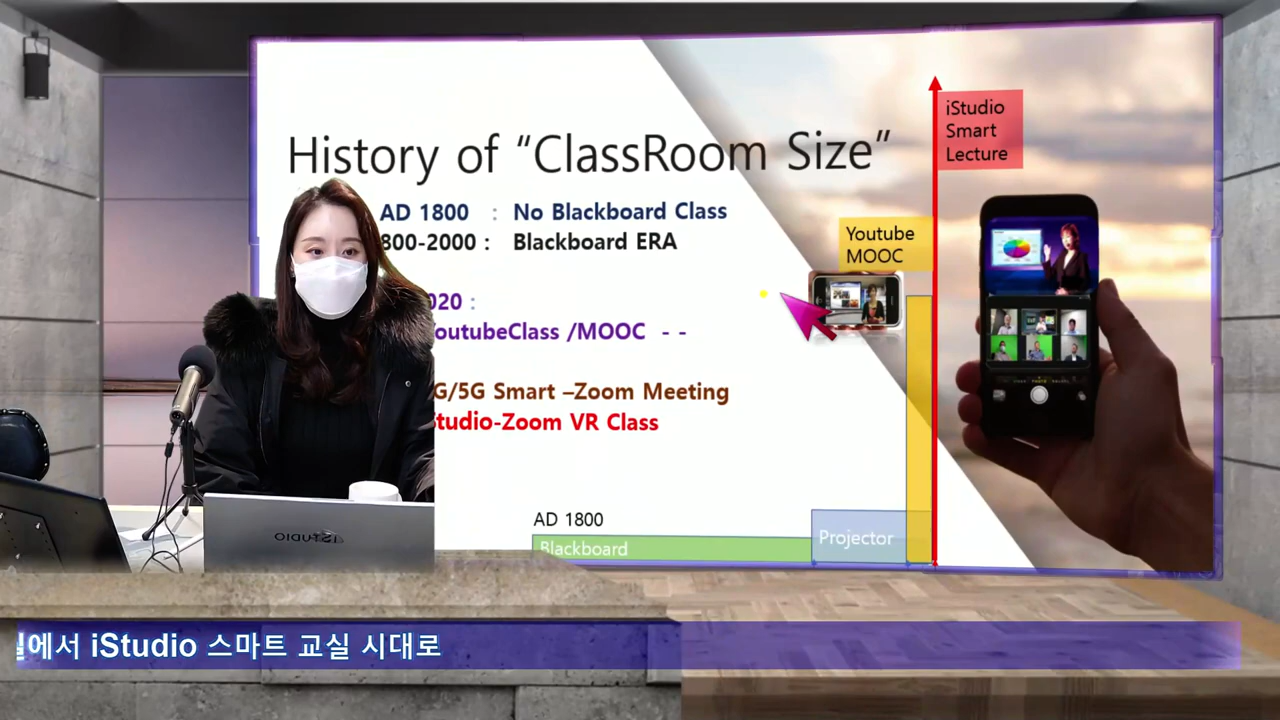 History of “ClassRoom Size”
AD 1800 : No Blackboard Class
800-2000 : Blackboard ERA
020 :
outubeClass /MOOC - -
G/5G Smart –Zoom Meeting
tudio-Zoom VR Class
iStudio
Smart
Lecture
Youtube
MOOC
AD 1800
Blackboard
Projector
iSTUDIO
에서 iStudio 스마트 교실 시대로